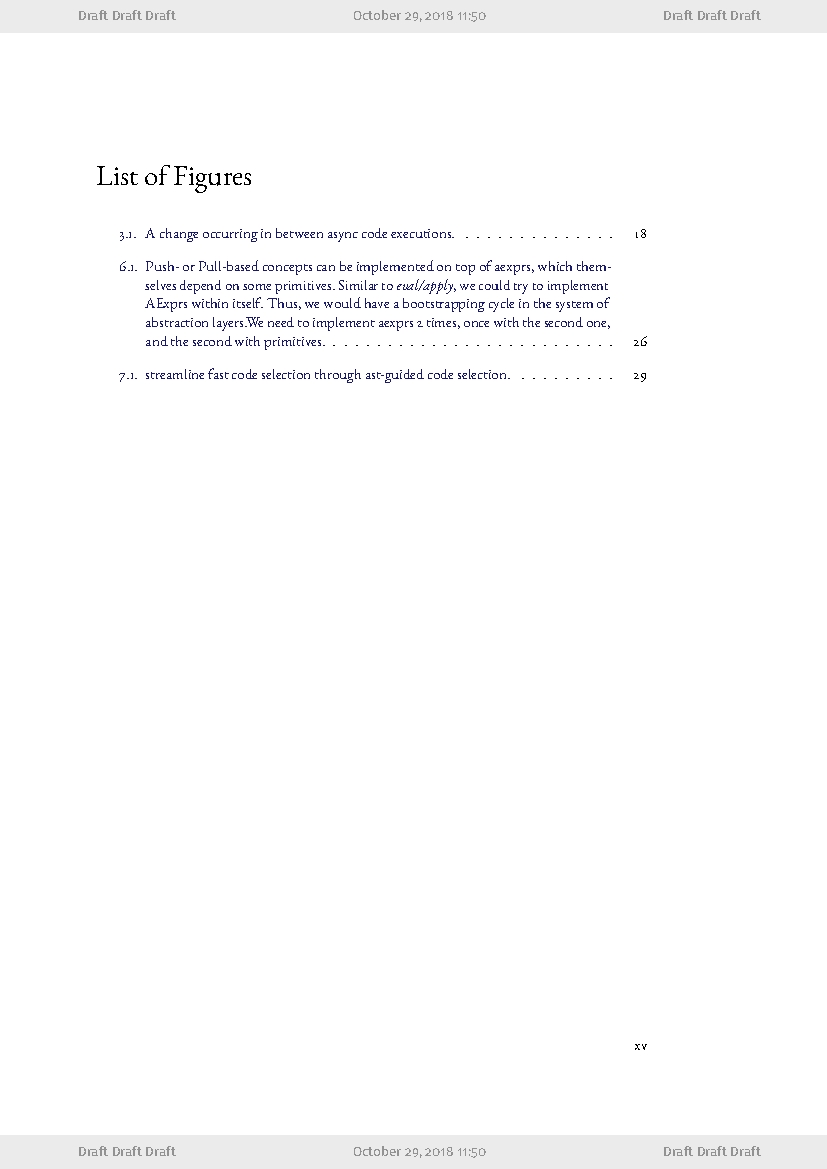 Draft Draft Draft October 29, 2018 11:50 Draft Draft Draft
List of Figures
3.1. A change occurring in between async code executions. . . . . . . . . . . . . . . 18
6.1. Push- or Pull-based concepts can be implemented on top of aexprs, which them-
selves depend on some primitives. Similar to eval/apply, we could try to implement
AExprs within itself. Thus, we would have a bootstrapping cycle in the system of
abstraction layers.We need to implement aexprs 2 times, once with the second one,
and the second with primitives. . . . . . . . . . . . . . . . . . . . . . . . . . . 26
7.1. streamline fast code selection through ast-guided code selection. . . . . . . . . . 29
xv
Draft Draft Draft October 29, 2018 11:50 Draft Draft Draft